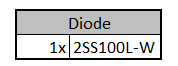 Diode
1x 2SS100L-W